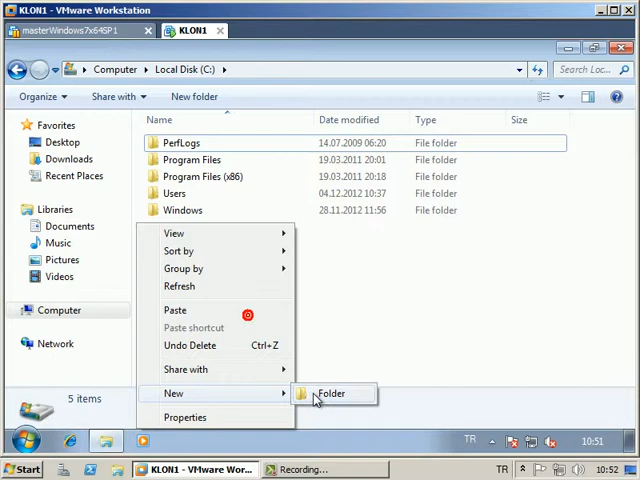 KLON1 - VMware Workstation
masterWindows7x64SP1
KLON1
Computer
Local Disk (C:)
Search Loc...
Organize
Share with
New folder
Name
Date modified
Type
Size
Favorites
Desktop
Downloads
Recent Places
Libraries
Documents
Music
Pictures
Videos
Computer
Network
PerfLogs 14.07.2009 06:20 File folder
Program Files 19.03.2011 20:01 File folder
Program Files (x86) 19.03.2011 20:18 File folder
Users 04.12.2012 10:37 File folder
Windows 28.11.2012 11:56 File folder
View
Sort by
Group by
Refresh
Paste
Paste shortcut
Undo Delete Ctrl+Z
Share with
New
Folder
Properties
5 items
TR
10:51
Start
KLON1 - VMware Wor...
Recording...
TR
10:52